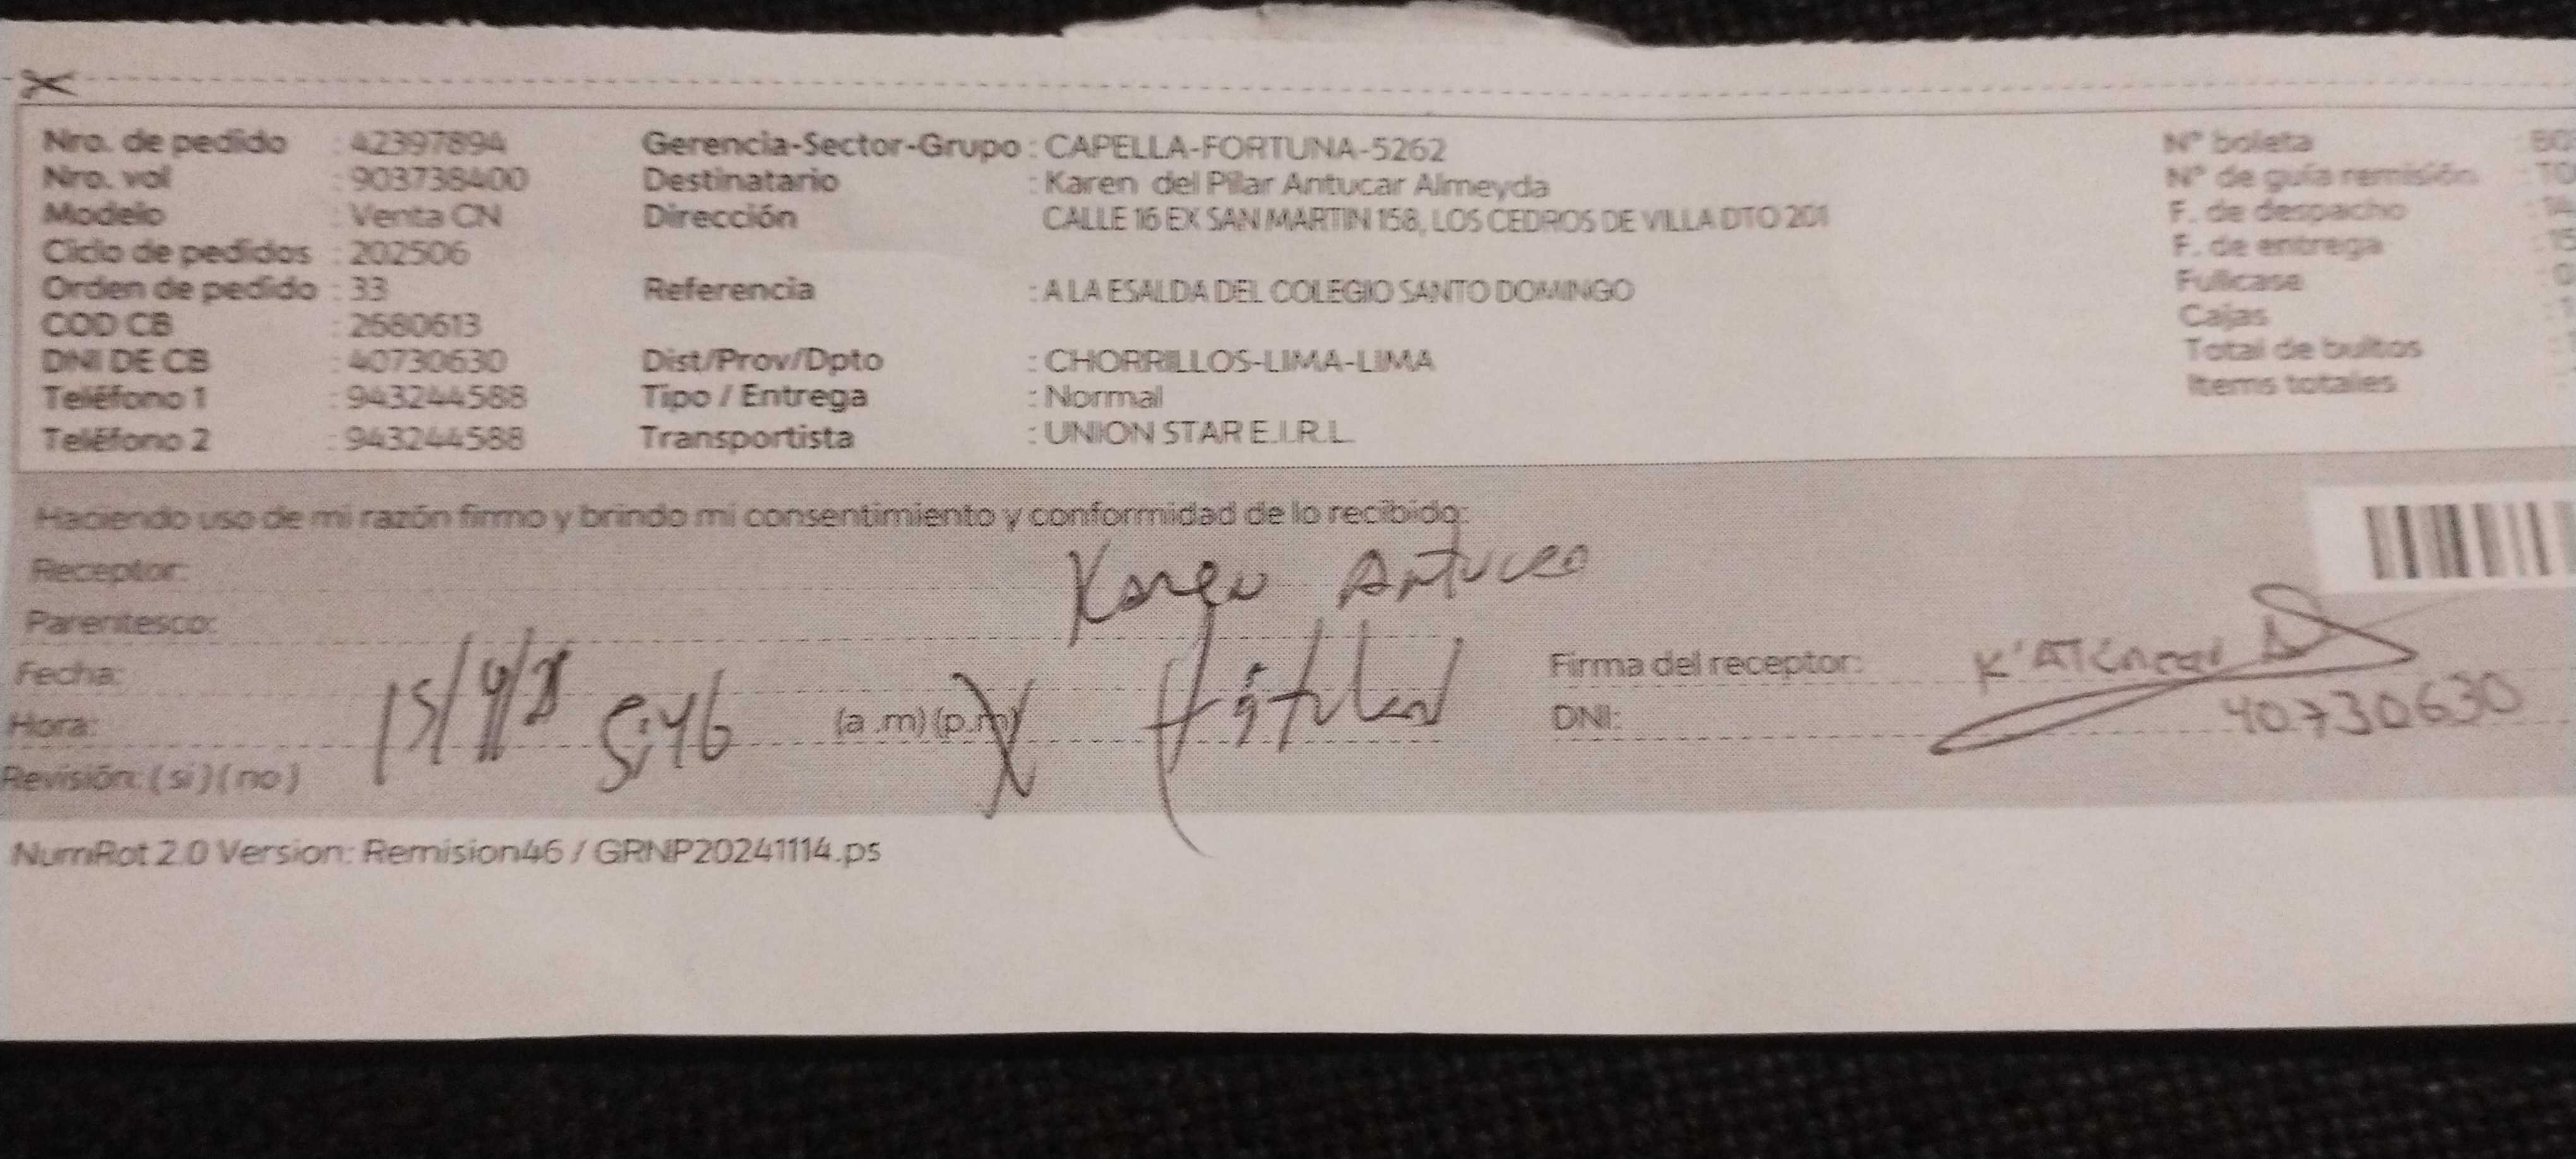 Nro. de pedido : 42397894 Gerencia-Sector-Grupo : CAPELLA-FORTUNA-5262 N° boleta
Nro. vol : 903738400 Destinatario : Karen del Pilar Antucar Almeyda N° de guía remisión
Modelo : Venta CN Dirección CALLE 16 EX SAN MARTIN 158, LOS CEDROS DE VILLA DTO 201 F. de despacho
Ciclo de pedidos : 202506 F. de entrega
Orden de pedido : 33 Referencia : A LA ESALDA DEL COLEGIO SANTO DOMINGO Fullcase
COD CB : 2680613 Cajas
DNI DE CB : 40730630 Dist/Prov/Dpto : CHORRILLOS-LIMA-LIMA Total de bultos
Teléfono 1 : 943244588 Tipo / Entrega : Normal Items totales
Teléfono 2 : 943244588 Transportista : UNION STAR E.I.R.L.
Haciendo uso de mi razón firmo y brindo mi consentimiento y conformidad de lo recibido:
Receptor: Karen
Parentesco:
Fecha: 15/4/ Firma del receptor:
Hora: 5:46 (a .m) (p.m) DNI: 40730630
Revisión: ( si ) ( no )
NumRot 2.0 Version: Remision46 / GRNP20241114.ps